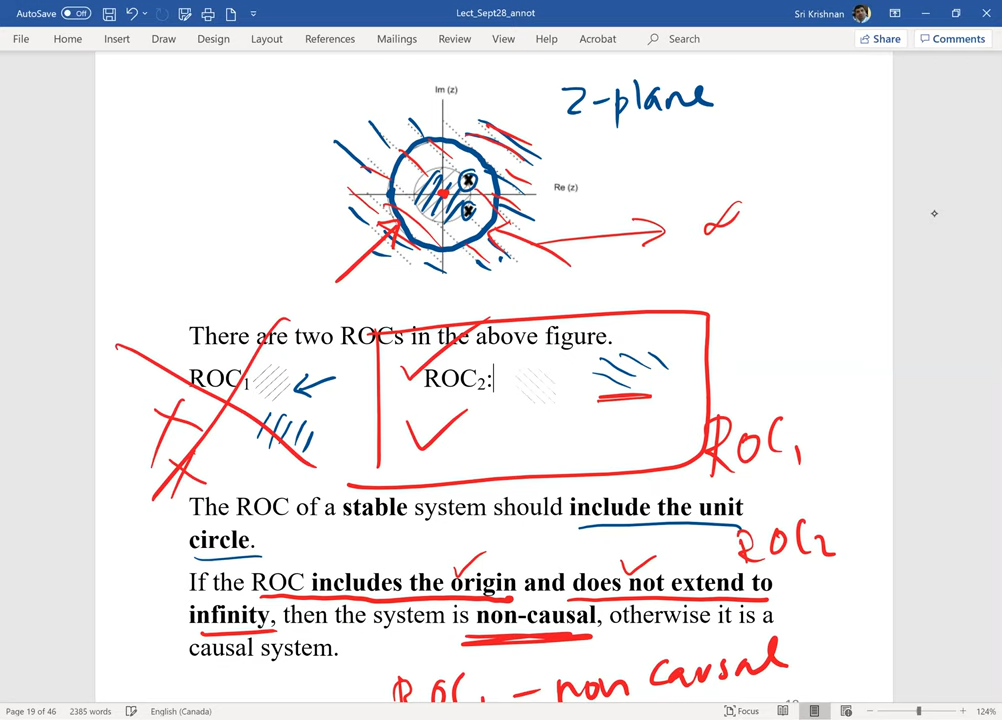 AutoSave Off Lect_Sept28_annot Sri Krishnan
File Home Insert Draw Design Layout References Mailings Review View Help Acrobat Search Share Comments
Im (z)
z-plane
x
Re (z)
x
∞
There are two ROCs in the above figure.
ROC1 ROC2:
ROC1
The ROC of a stable system should include the unit
circle.
ROC2
If the ROC includes the origin and does not extend to
infinity, then the system is non-causal, otherwise it is a
causal system.
ROC1 - non causal
Page 19 of 46 2385 words English (Canada) Focus 124%